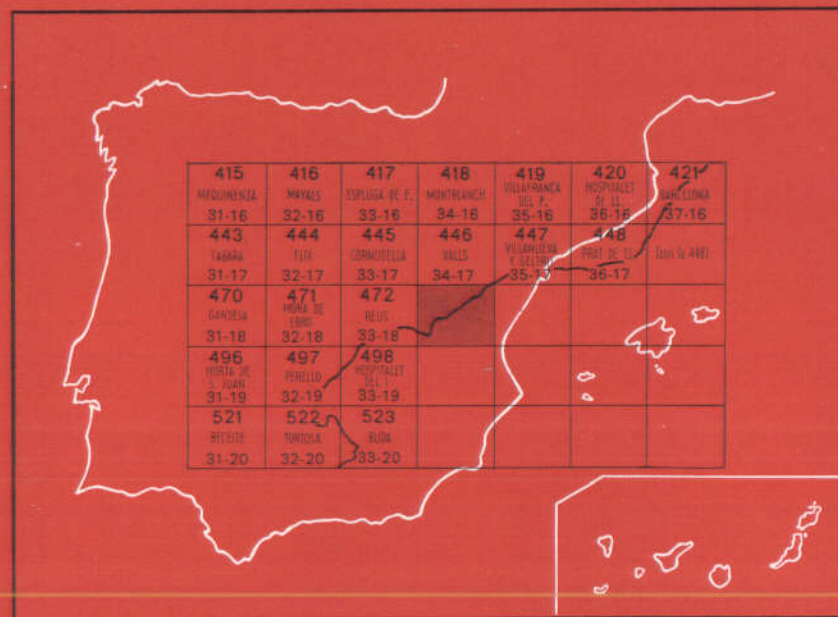 415 416 417 418 419 420 421
MEQUINENZA MAYALS ESPLUGA DE F. MONTBLANCH VILLAFRANCA DEL P. HOSPITALET DE LL. BARCELONA
31-16 32-16 33-16 34-16 35-16 36-16 37-16
443 444 445 446 447 448
FABARA FLIX CORNUDELLA VALLS VILLANUEVA Y GELTRU PRAT DE LL. (con la 448)
31-17 32-17 33-17 34-17 35-17 36-17
470 471 472
GANDESA MORA DE EBRO REUS
31-18 32-18 33-18
496 497 498
HORTA DE S. JUAN PERELLO HOSPITALET DEL I.
31-19 32-19 33-19
521 522 523
BECEITE TORTOSA BUDA
31-20 32-20 33-20